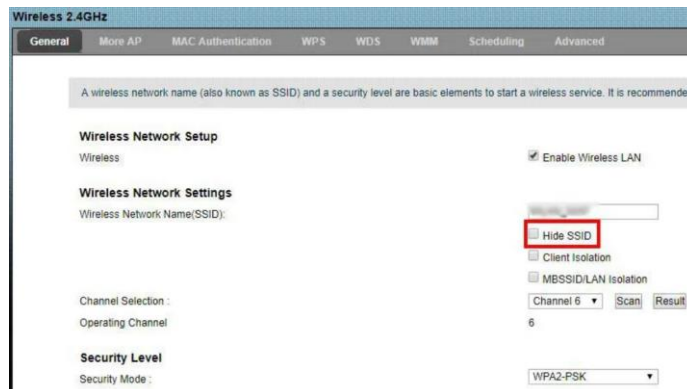 Wireless 2.4GHz
General More AP MAC Authentication WPS WDS WMM Scheduling Advanced
A wireless network name (also known as SSID) and a security level are basic elements to start a wireless service. It is recommende
Wireless Network Setup
Wireless Enable Wireless LAN
Wireless Network Settings
Wireless Network Name(SSID):
Hide SSID
Client Isolation
MBSSID/LAN Isolation
Channel Selection : Channel 6 Scan Result
Operating Channel 6
Security Level
Security Mode : WPA2-PSK